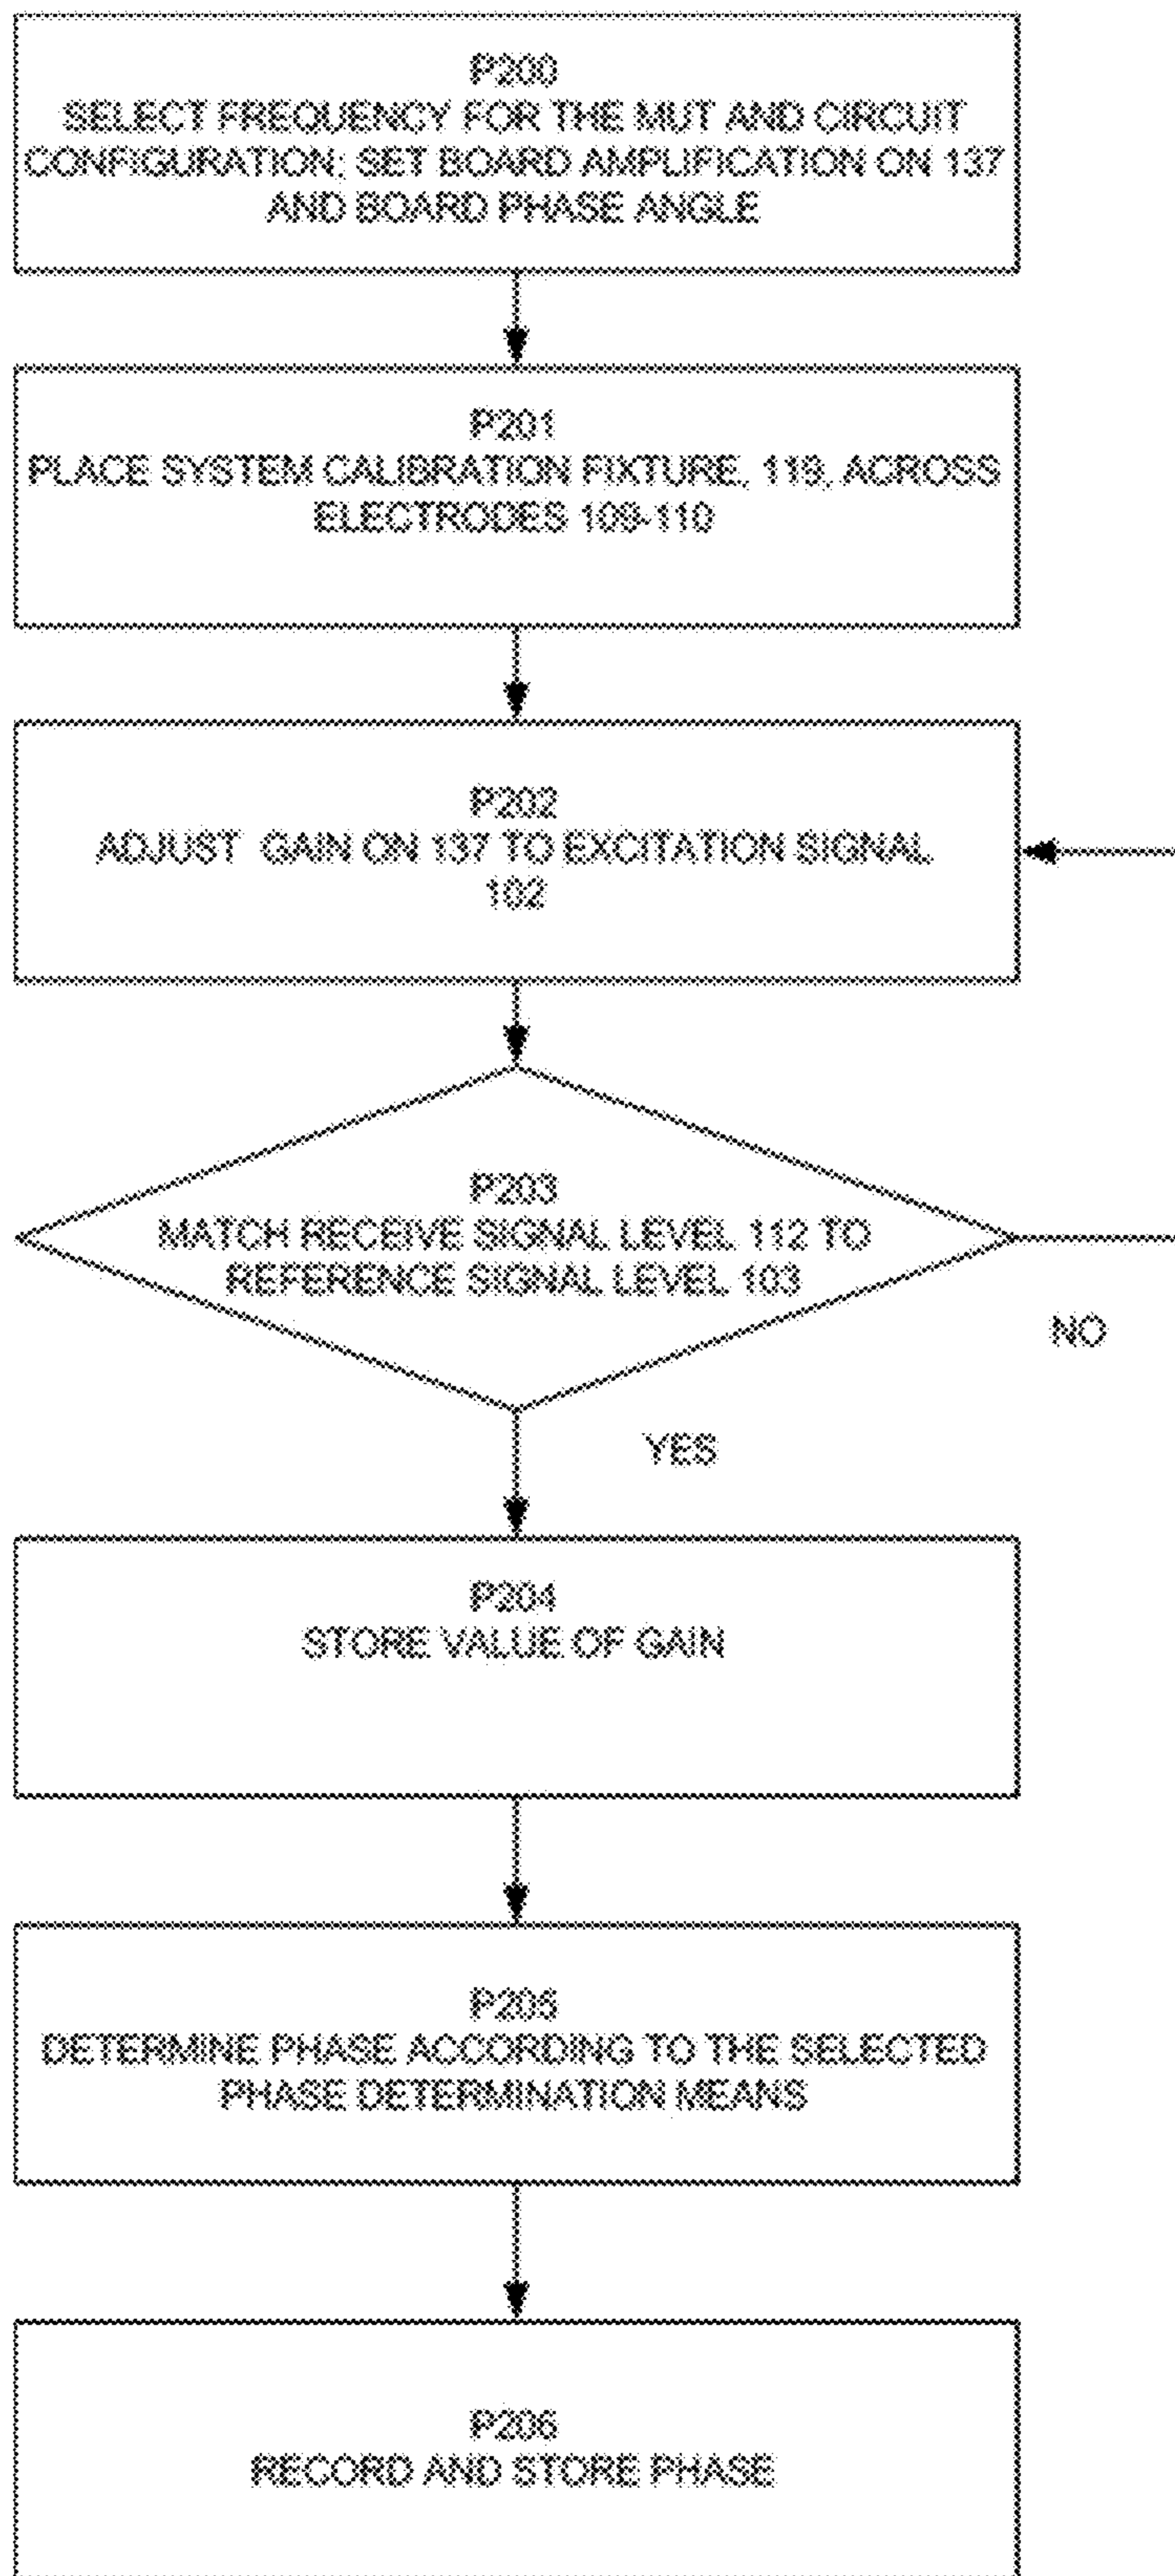 P200
SELECT FREQUENCY FOR THE MUT AND CIRCUIT
CONFIGURATION; SET BOARD AMPLIFICATION ON 137
AND BOARD PHASE ANGLE
P201
PLACE SYSTEM CALIBRATION FIXTURE, 119, ACROSS
ELECTRODES 109-110
P202
ADJUST GAIN ON 137 TO EXCITATION SIGNAL
102
P203
MATCH RECEIVE SIGNAL LEVEL 112 TO
REFERENCE SIGNAL LEVEL 103
NO
YES
P204
STORE VALUE OF GAIN
P205
DETERMINE PHASE ACCORDING TO THE SELECTED
PHASE DETERMINATION MEANS
P206
RECORD AND STORE PHASE